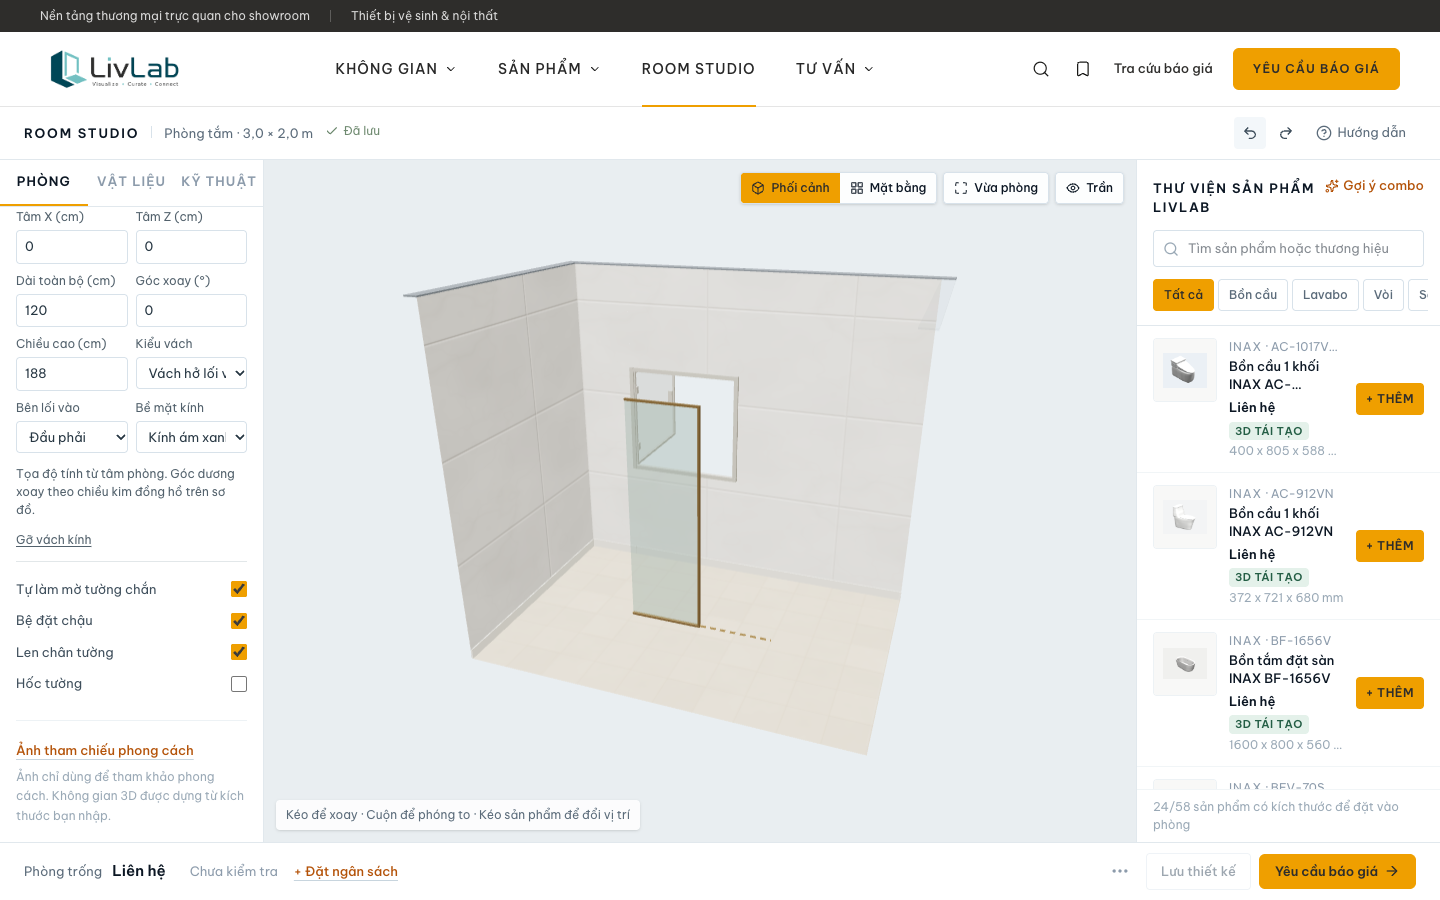 Nền tảng thương mại trực quan cho showroom
Thiết bị vệ sinh & nội thất
LivLab
Visualize • Curate • Connect
KHÔNG GIAN
SẢN PHẨM
ROOM STUDIO
TƯ VẤN
Tra cứu báo giá
YÊU CẦU BÁO GIÁ
ROOM STUDIO
Phòng tắm · 3,0 × 2,0 m
Đã lưu
Hướng dẫn
PHÒNG
VẬT LIỆU
KỸ THUẬT
Tâm X (cm)
Tâm Z (cm)
0
0
Dài toàn bộ (cm)
Góc xoay (°)
120
0
Chiều cao (cm)
Kiểu vách
188
Vách hở lối v
Bên lối vào
Bề mặt kính
Đầu phải
Kính ám xanh
Tọa độ tính từ tâm phòng. Góc dương
xoay theo chiều kim đồng hồ trên sơ
đồ.
Gỡ vách kính
Tự làm mờ tường chắn
Bệ đặt chậu
Len chân tường
Hốc tường
Ảnh tham chiếu phong cách
Ảnh chỉ dùng để tham khảo phong
cách. Không gian 3D được dựng từ kích
thước bạn nhập.
Phối cảnh
Mặt bằng
Vừa phòng
Trần
Kéo để xoay · Cuộn để phóng to · Kéo sản phẩm để đổi vị trí
THƯ VIỆN SẢN PHẨM
LIVLAB
Gợi ý combo
Tìm sản phẩm hoặc thương hiệu
Tất cả
Bồn cầu
Lavabo
Vòi
INAX · AC-1017V...
Bồn cầu 1 khối
INAX AC-...
Liên hệ
3D TÁI TẠO
400 x 805 x 588 ...
+ THÊM
INAX · AC-912VN
Bồn cầu 1 khối
INAX AC-912VN
Liên hệ
3D TÁI TẠO
372 x 721 x 680 mm
+ THÊM
INAX · BF-1656V
Bồn tắm đặt sàn
INAX BF-1656V
Liên hệ
3D TÁI TẠO
1600 x 800 x 560 ...
+ THÊM
INAX · BFV-70S
24/58 sản phẩm có kích thước để đặt vào
phòng
Phòng trống
Liên hệ
Chưa kiểm tra
+ Đặt ngân sách
Lưu thiết kế
Yêu cầu báo giá